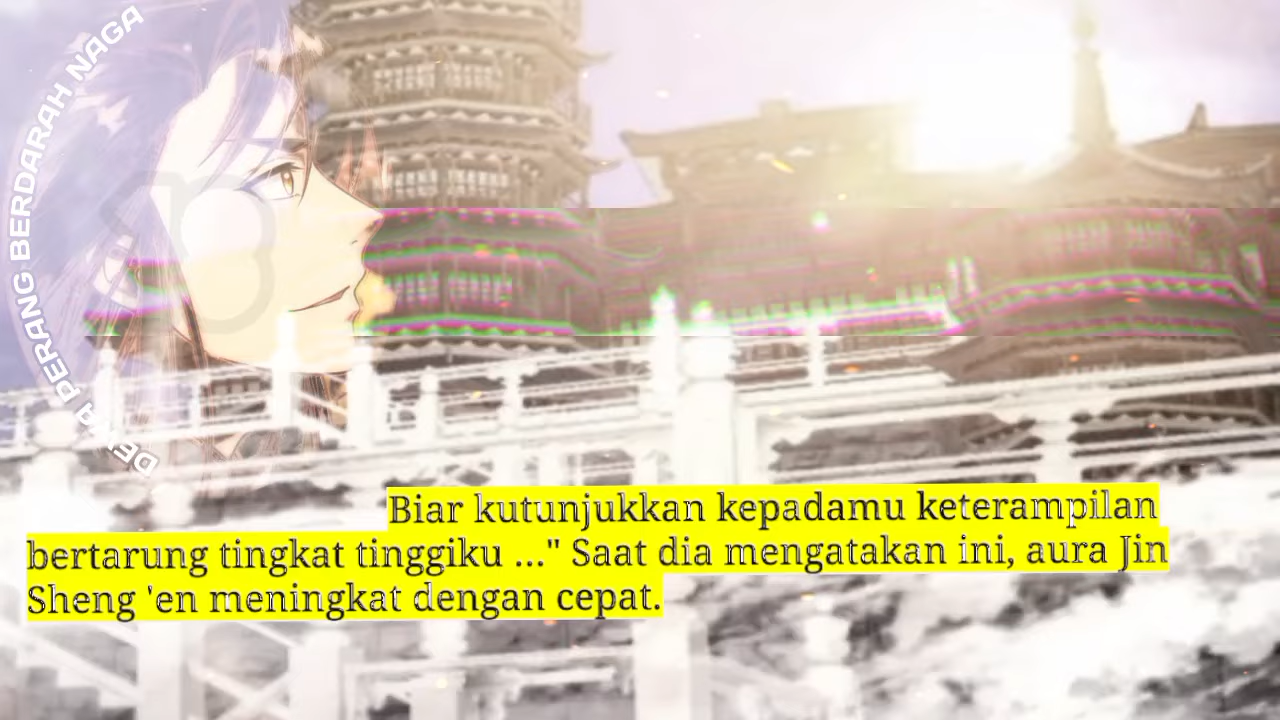 DEWA PERANG BERDARAH NAGA
Biar kutunjukkan kepadamu keterampilan
bertarung tingkat tinggiku ..." Saat dia mengatakan ini, aura Jin
Sheng 'en meningkat dengan cepat.